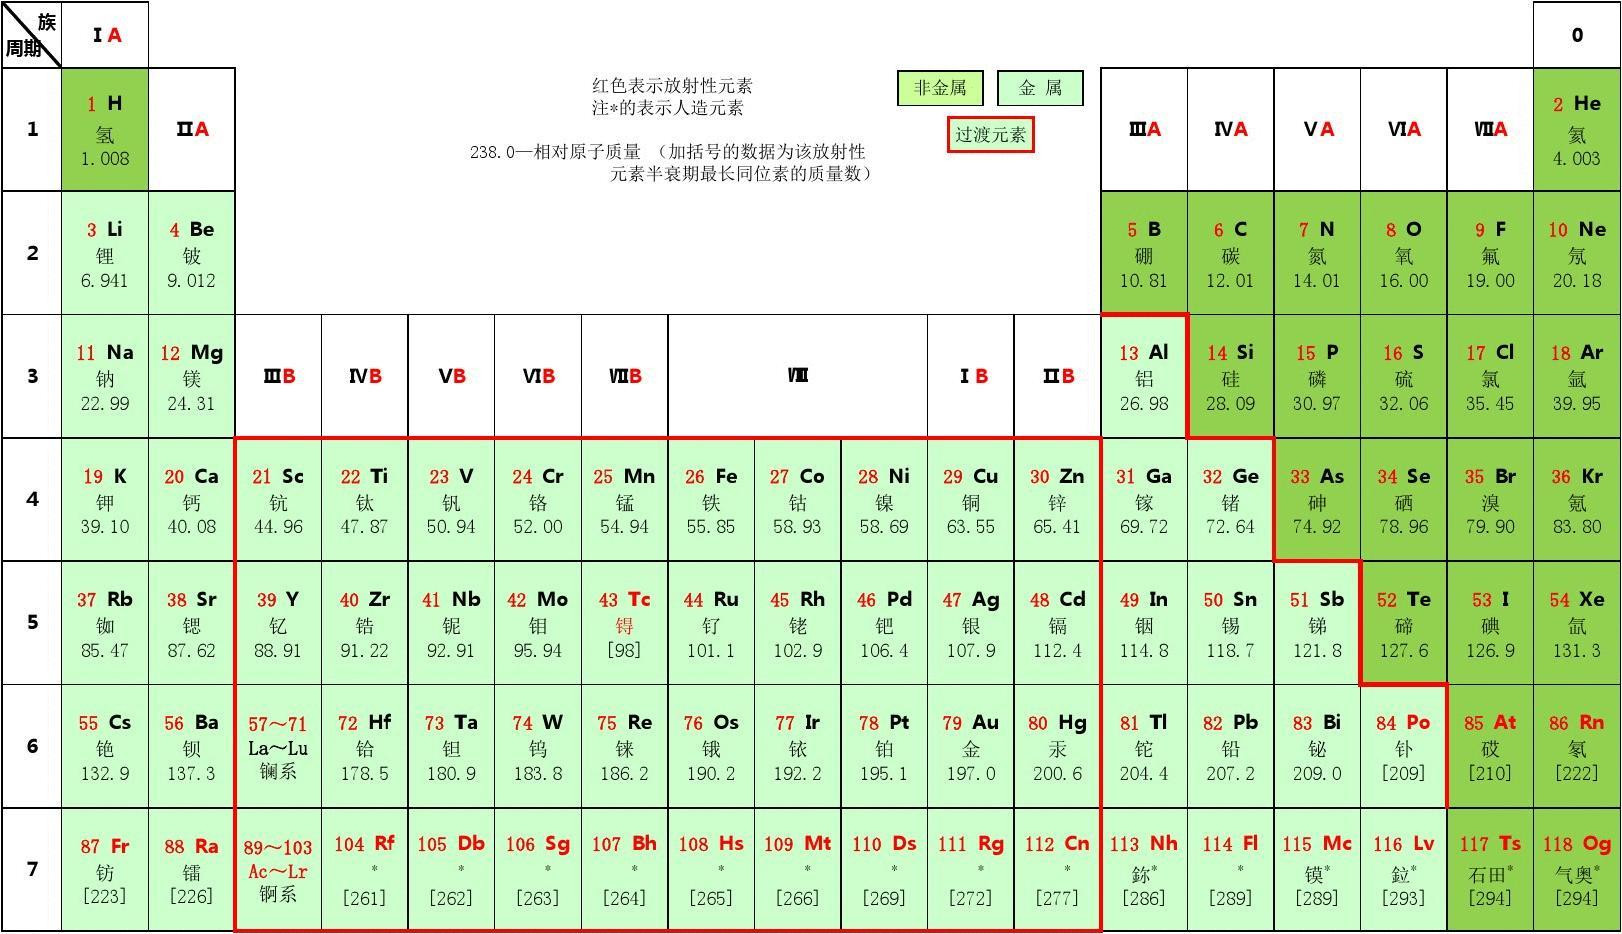 族
周期
ⅠA
0
红色表示放射性元素
注*的表示人造元素
非金属
金 属
过渡元素
238.0—相对原子质量 （加括号的数据为该放射性
元素半衰期最长同位素的质量数）
1
1 H
氢
1.008
ⅡA
ⅢA
ⅣA
ⅤA
ⅥA
ⅦA
2 He
氦
4.003
2
3 Li
锂
6.941
4 Be
铍
9.012
5 B
硼
10.81
6 C
碳
12.01
7 N
氮
14.01
8 O
氧
16.00
9 F
氟
19.00
10 Ne
氖
20.18
3
11 Na
钠
22.99
12 Mg
镁
24.31
ⅢB
ⅣB
ⅤB
ⅥB
ⅦB
Ⅷ
ⅠB
ⅡB
13 Al
铝
26.98
14 Si
硅
28.09
15 P
磷
30.97
16 S
硫
32.06
17 Cl
氯
35.45
18 Ar
氩
39.95
4
19 K
钾
39.10
20 Ca
钙
40.08
21 Sc
钪
44.96
22 Ti
钛
47.87
23 V
钒
50.94
24 Cr
铬
52.00
25 Mn
锰
54.94
26 Fe
铁
55.85
27 Co
钴
58.93
28 Ni
镍
58.69
29 Cu
铜
63.55
30 Zn
锌
65.41
31 Ga
镓
69.72
32 Ge
锗
72.64
33 As
砷
74.92
34 Se
硒
78.96
35 Br
溴
79.90
36 Kr
氪
83.80
5
37 Rb
铷
85.47
38 Sr
锶
87.62
39 Y
钇
88.91
40 Zr
锆
91.22
41 Nb
铌
92.91
42 Mo
钼
95.94
43 Tc
锝
[98]
44 Ru
钌
101.1
45 Rh
铑
102.9
46 Pd
钯
106.4
47 Ag
银
107.9
48 Cd
镉
112.4
49 In
铟
114.8
50 Sn
锡
118.7
51 Sb
锑
121.8
52 Te
碲
127.6
53 I
碘
126.9
54 Xe
氙
131.3
6
55 Cs
铯
132.9
56 Ba
钡
137.3
57～71
La～Lu
镧系
72 Hf
铪
178.5
73 Ta
钽
180.9
74 W
钨
183.8
75 Re
铼
186.2
76 Os
锇
190.2
77 Ir
铱
192.2
78 Pt
铂
195.1
79 Au
金
197.0
80 Hg
汞
200.6
81 Tl
铊
204.4
82 Pb
铅
207.2
83 Bi
铋
209.0
84 Po
钋
[209]
85 At
砹
[210]
86 Rn
氡
[222]
7
87 Fr
钫
[223]
88 Ra
镭
[226]
89～103
Ac～Lr
锕系
104 Rf
*
[261]
105 Db
*
[262]
106 Sg
*
[263]
107 Bh
*
[264]
108 Hs
*
[265]
109 Mt
*
[266]
110 Ds
*
[269]
111 Rg
*
[272]
112 Cn
*
[277]
113 Nh
鉨*
[286]
114 Fl
*
[289]
115 Mc
镆*
[289]
116 Lv
鉝*
[293]
117 Ts
石田*
[294]
118 Og
气奥*
[294]